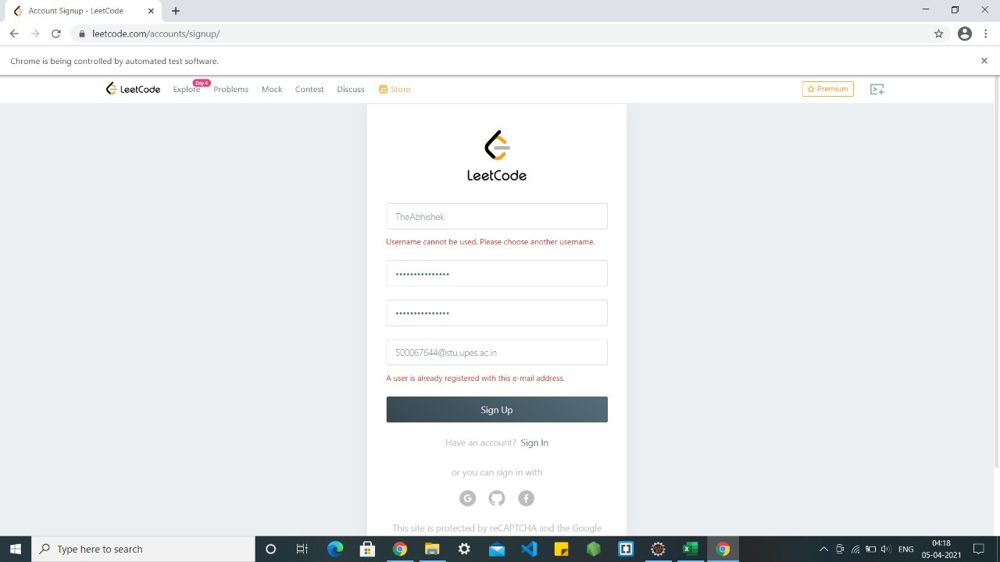 Account Signup - LeetCode
leetcode.com/accounts/signup/
Chrome is being controlled by automated test software.
LeetCode Explore Day 4 Problems Mock Contest Discuss Store Premium
LeetCode
TheAbhishek
Username cannot be used. Please choose another username.
•••••••••••••••
•••••••••••••••
500067644@stu.upes.ac.in
A user is already registered with this e-mail address.
Sign Up
Have an account? Sign In
or you can sign in with
This site is protected by reCAPTCHA and the Google
Type here to search
ENG
04:18
05-04-2021